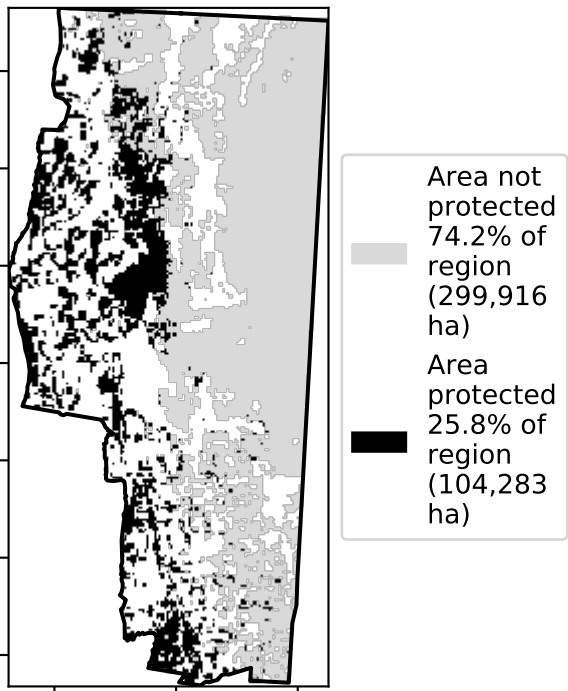 Area not
protected
74.2% of
region
(299,916
ha)
Area
protected
25.8% of
region
(104,283
ha)